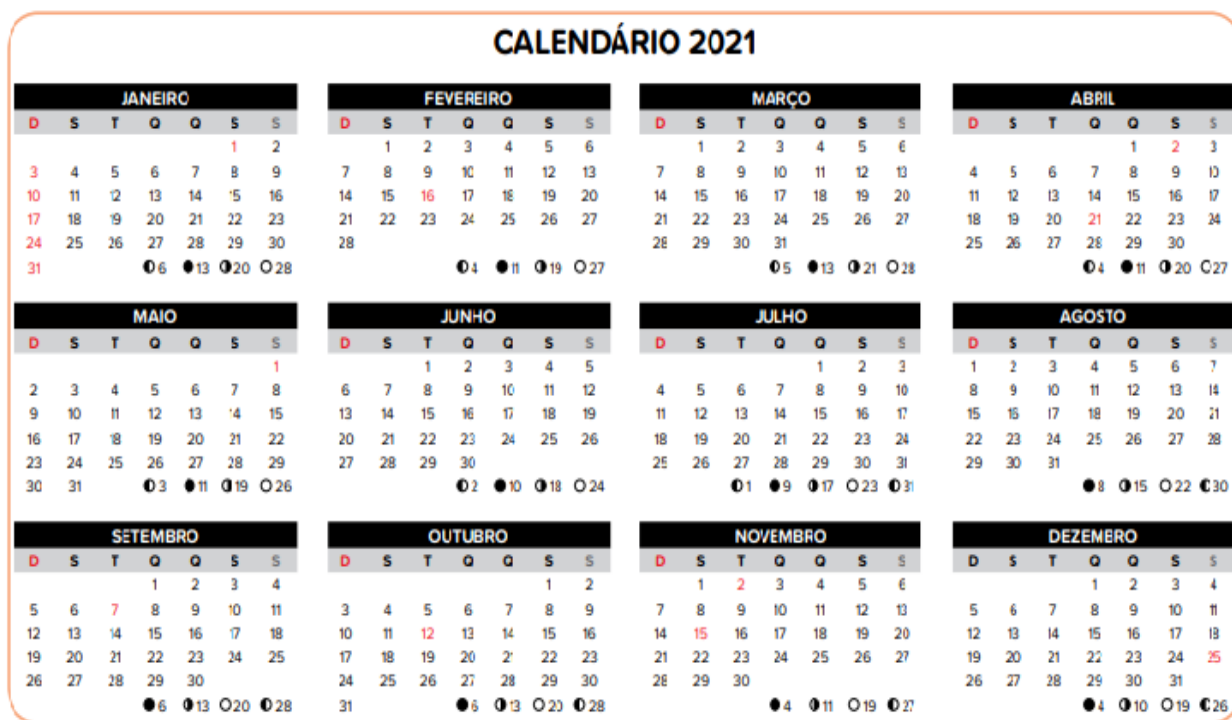 CALENDÁRIO 2021
JANEIRO
D S T Q Q S S
1 2
3 4 5 6 7 8 9
10 11 12 13 14 15 16
17 18 19 20 21 22 23
24 25 26 27 28 29 30
31 6 13 20 28
FEVEREIRO
D S T Q Q S S
1 2 3 4 5 6
7 8 9 10 11 12 13
14 15 16 17 18 19 20
21 22 23 24 25 26 27
28
4 11 19 27
MARÇO
D S T Q Q S S
1 2 3 4 5 6
7 8 9 10 11 12 13
14 15 16 17 18 19 20
21 22 23 24 25 26 27
28 29 30 31
5 13 21 28
ABRIL
D S T Q Q S S
1 2 3
4 5 6 7 8 9 10
11 12 13 14 15 16 17
18 19 20 21 22 23 24
25 26 27 28 29 30
4 11 20 27
MAIO
D S T Q Q S S
1
2 3 4 5 6 7 8
9 10 11 12 13 14 15
16 17 18 19 20 21 22
23 24 25 26 27 28 29
30 31 3 11 19 26
JUNHO
D S T Q Q S S
1 2 3 4 5
6 7 8 9 10 11 12
13 14 15 16 17 18 19
20 21 22 23 24 25 26
27 28 29 30
2 10 18 24
JULHO
D S T Q Q S S
1 2 3
4 5 6 7 8 9 10
11 12 13 14 15 16 17
18 19 20 21 22 23 24
25 26 27 28 29 30 31
1 9 17 23 31
AGOSTO
D S T Q Q S S
1 2 3 4 5 6 7
8 9 10 11 12 13 14
15 16 17 18 19 20 21
22 23 24 25 26 27 28
29 30 31
8 15 22 30
SETEMBRO
D S T Q Q S S
1 2 3 4
5 6 7 8 9 10 11
12 13 14 15 16 17 18
19 20 21 22 23 24 25
26 27 28 29 30
6 13 20 28
OUTUBRO
D S T Q Q S S
1 2
3 4 5 6 7 8 9
10 11 12 13 14 15 16
17 18 19 20 21 22 23
24 25 26 27 28 29 30
31 6 13 20 28
NOVEMBRO
D S T Q Q S S
1 2 3 4 5 6
7 8 9 10 11 12 13
14 15 16 17 18 19 20
21 22 23 24 25 26 27
28 29 30
4 11 19 27
DEZEMBRO
D S T Q Q S S
1 2 3 4
5 6 7 8 9 10 11
12 13 14 15 16 17 18
19 20 21 22 23 24 25
26 27 28 29 30 31
4 10 19 26